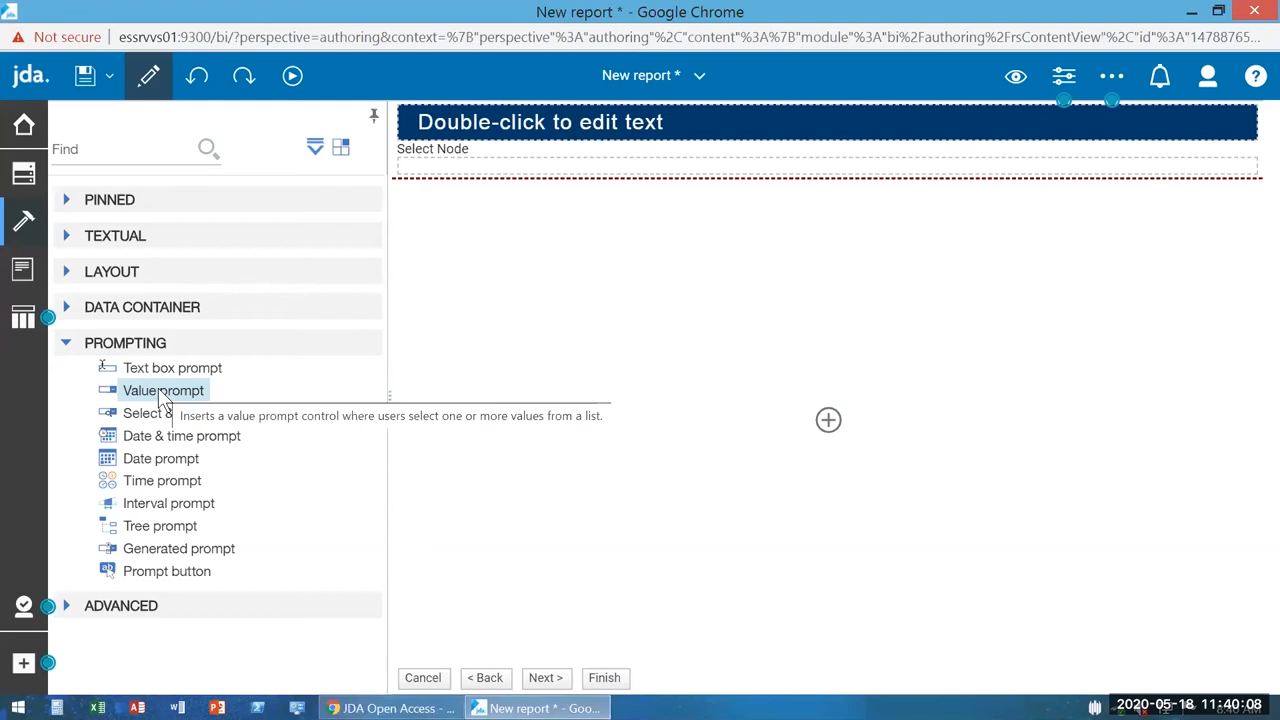 New report * - Google Chrome
Not secure essrvvs01:9300/bi/?perspective=authoring&context=%7B"perspective"%3A"authoring"%2C"content"%3A%7B"module"%3A"bi%2Fauthoring%2FrsContentView"%2C"id"%3A"14788765...
jda.
New report *
Find
PINNED
TEXTUAL
LAYOUT
DATA CONTAINER
PROMPTING
Text box prompt
Value prompt
Select &
Inserts a value prompt control where users select one or more values from a list.
Date & time prompt
Date prompt
Time prompt
Interval prompt
Tree prompt
Generated prompt
Prompt button
ADVANCED
Double-click to edit text
Select Node
Cancel
< Back
Next >
Finish
JDA Open Access - ...
New report * - Goo...
2020-05-18 11:40:08